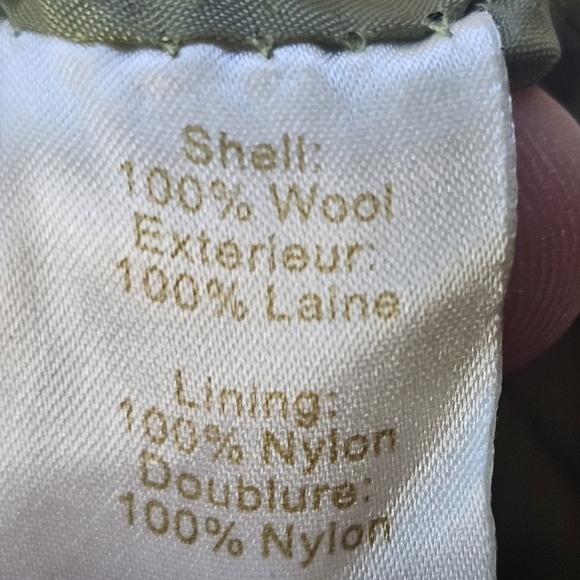 Shell:
100% Wool
Exterieur:
100% Laine
Lining:
100% Nylon
Doublure:
100% Nylon